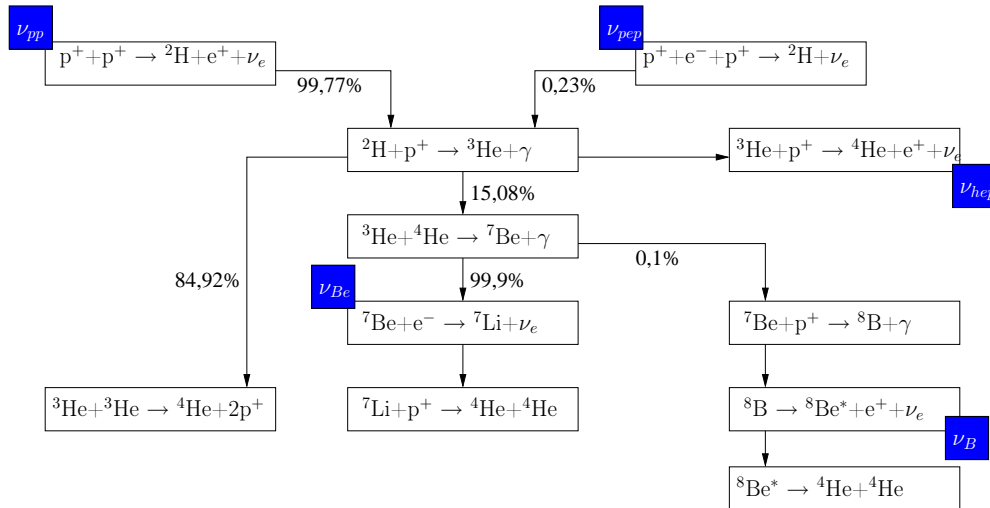 ν_pp
ν_pep
p⁺+p⁺ → ²H+e⁺+ν_e
p⁺+e⁻+p⁺ → ²H+ν_e
99,77%
0,23%
²H+p⁺ → ³He+γ
³He+p⁺ → ⁴He+e⁺+ν_e
ν_hep
15,08%
³He+⁴He → ⁷Be+γ
84,92%
ν_Be
99,9%
0,1%
⁷Be+e⁻ → ⁷Li+ν_e
⁷Be+p⁺ → ⁸B+γ
³He+³He → ⁴He+2p⁺
⁷Li+p⁺ → ⁴He+⁴He
⁸B → ⁸Be*+e⁺+ν_e
ν_B
⁸Be* → ⁴He+⁴He